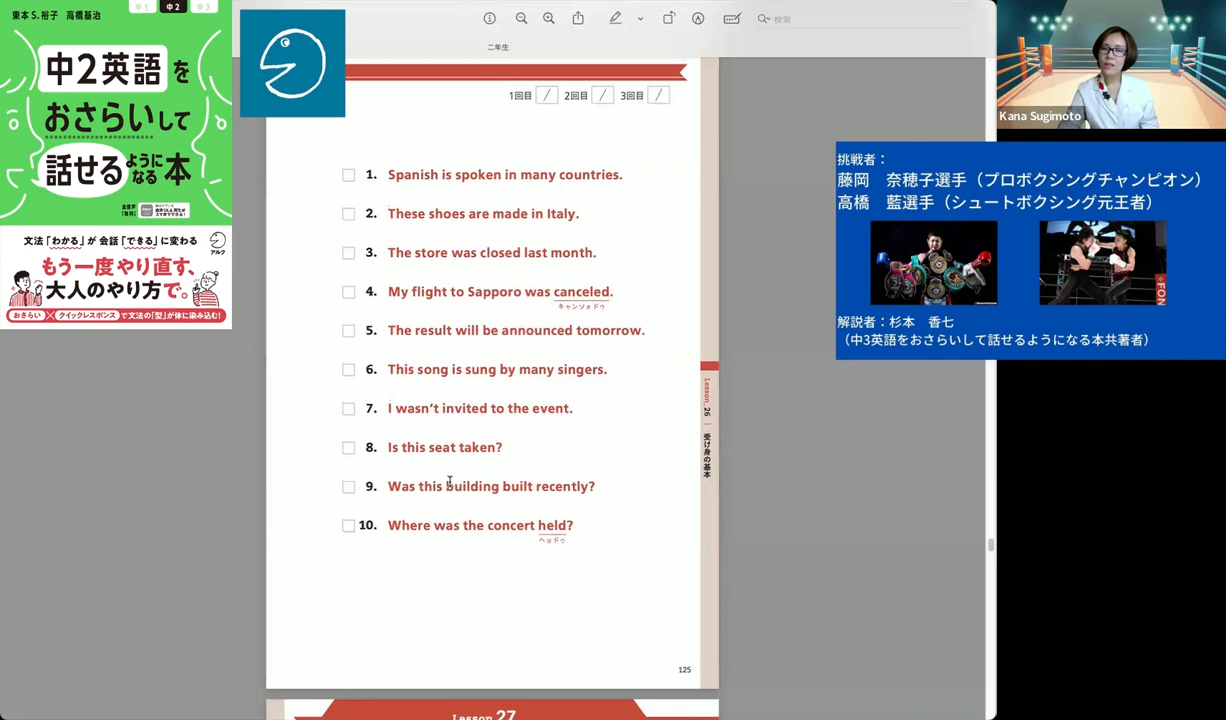 東本S.裕子 高橋基治
中1 中2 中3
中2英語を
おさらいして
話せるようになる本
アルク
文法「わかる」が会話「できる」に変わる
もう一度やり直す、
大人のやり方で。
おさらい×クイックレスポンスで文法の「型」が体に染み込む!
二年生
検索
1回目 / 2回目 / 3回目 /
1. Spanish is spoken in many countries.
2. These shoes are made in Italy.
3. The store was closed last month.
4. My flight to Sapporo was canceled.
キャンソォドゥ
5. The result will be announced tomorrow.
6. This song is sung by many singers.
7. I wasn't invited to the event.
8. Is this seat taken?
9. Was this building built recently?
10. Where was the concert held?
ヘョドゥ
Lesson_26 | 受け身の基本
125
Lesson 27
Kana Sugimoto
挑戦者:
藤岡 奈穂子選手(プロボクシングチャンピオン)
高橋 藍選手(シュートボクシング元王者)
FON
解説者:杉本 香七
(中3英語をおさらいして話せるようになる本共著者)